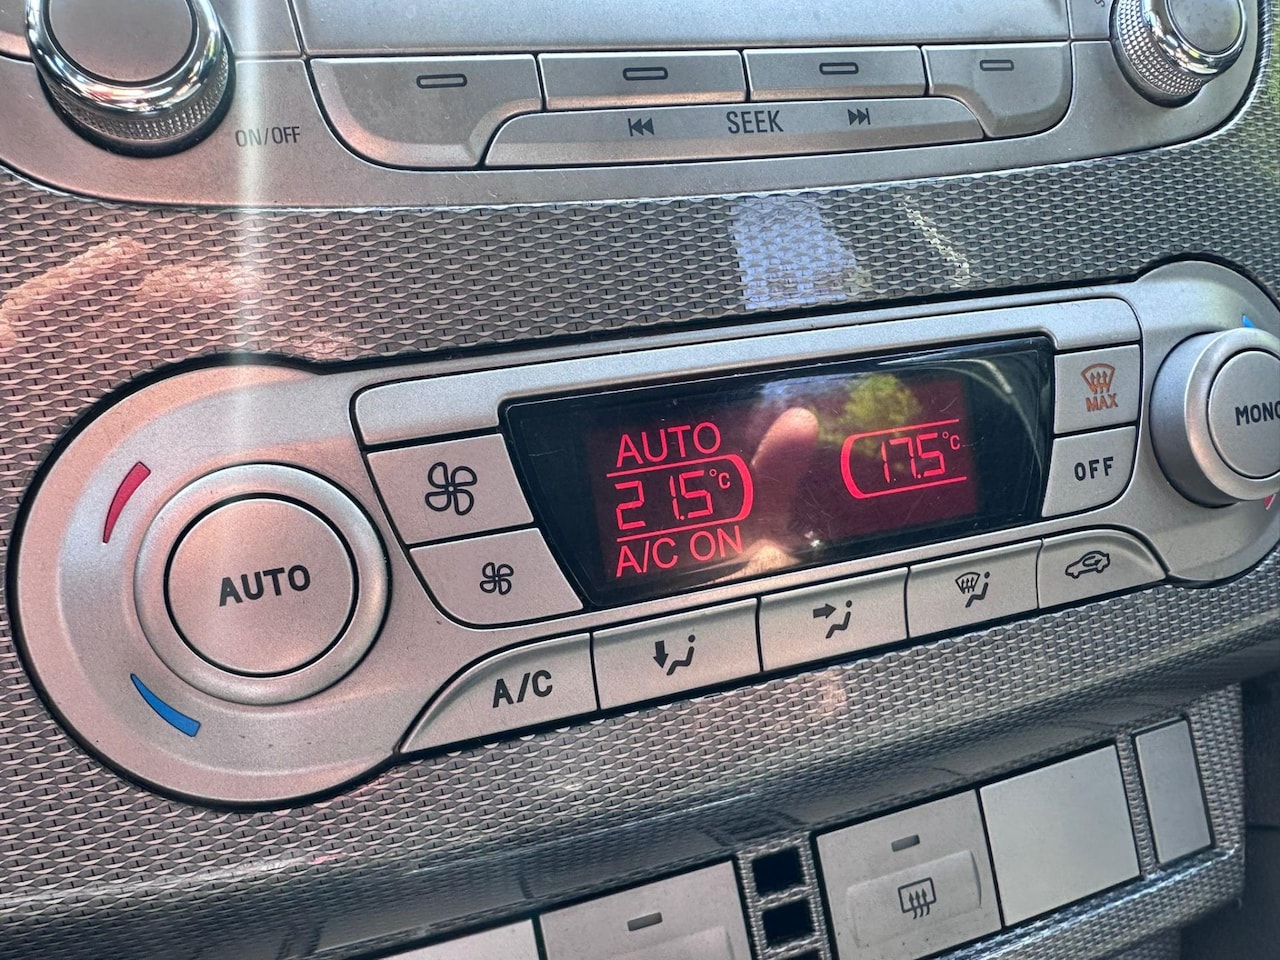 ON/OFF
SEEK
AUTO
21.5°C
A/C ON
17.5°C
MAX
OFF
MONO
AUTO
A/C